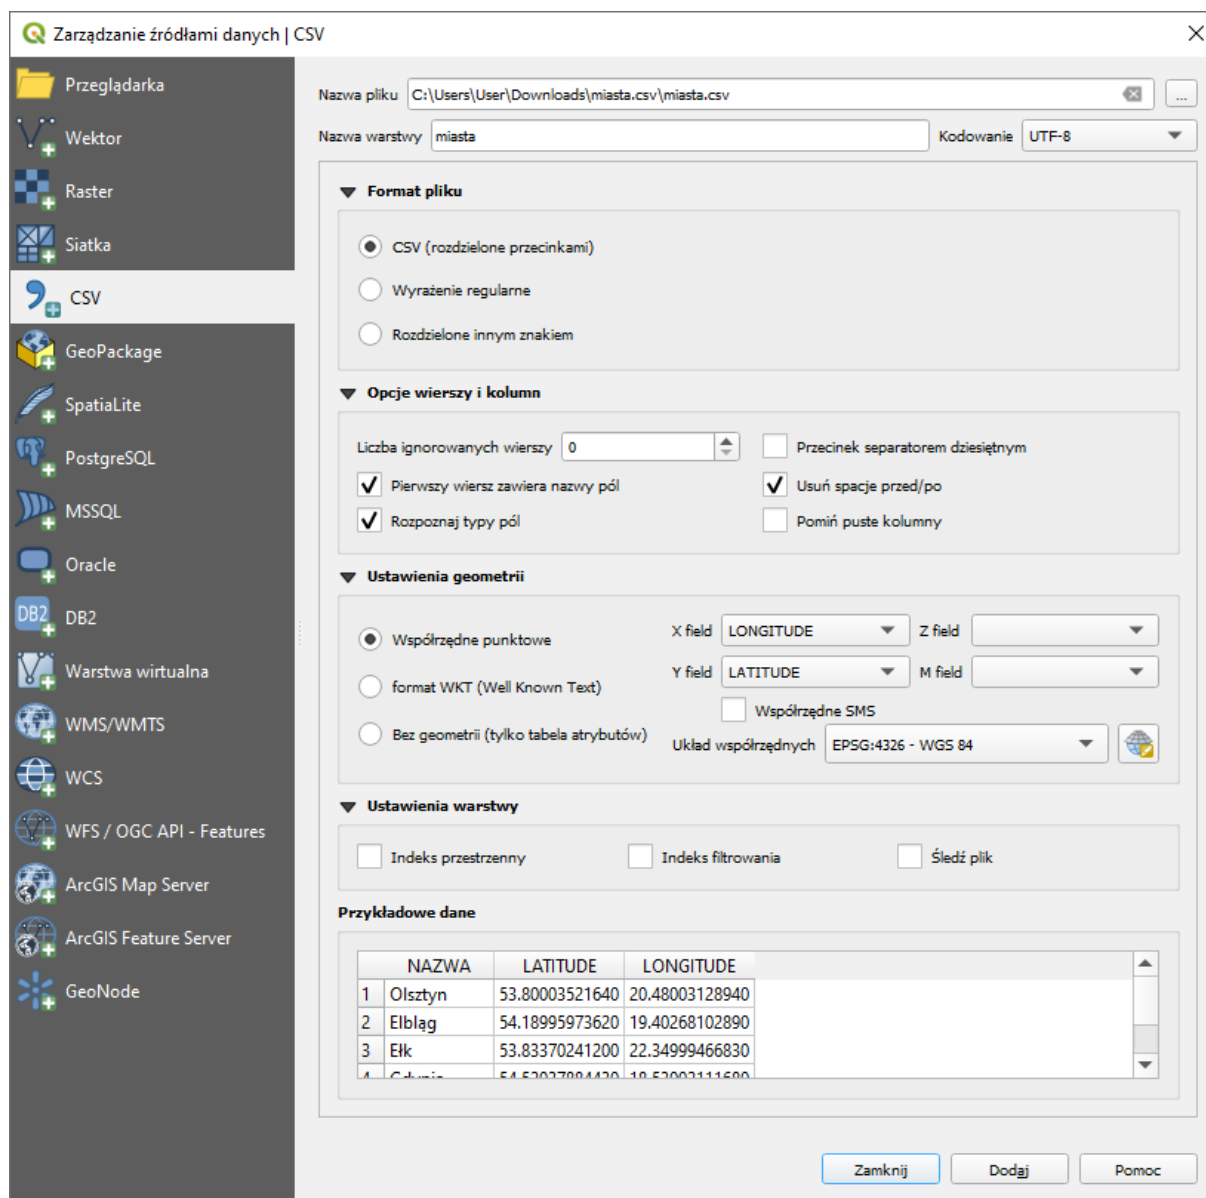 Zarządzanie źródłami danych | CSV
Przeglądarka
Wektor
Raster
Siatka
CSV
GeoPackage
SpatiaLite
PostgreSQL
MSSQL
Oracle
DB2
DB2
Warstwa wirtualna
WMS/WMTS
WCS
WFS / OGC API - Features
ArcGIS Map Server
ArcGIS Feature Server
GeoNode
Nazwa pliku C:\Users\User\Downloads\miasta.csv\miasta.csv ...
Nazwa warstwy miasta Kodowanie UTF-8
Format pliku
CSV (rozdzielone przecinkami)
Wyrażenie regularne
Rozdzielone innym znakiem
Opcje wierszy i kolumn
Liczba ignorowanych wierszy 0 Przecinek separatorem dziesiętnym
Pierwszy wiersz zawiera nazwy pól Usuń spacje przed/po
Rozpoznaj typy pól Pomiń puste kolumny
Ustawienia geometrii
Współrzędne punktowe
format WKT (Well Known Text)
Bez geometrii (tylko tabela atrybutów)
X field LONGITUDE Z field
Y field LATITUDE M field
Współrzędne SMS
Układ współrzędnych EPSG:4326 - WGS 84
Ustawienia warstwy
Indeks przestrzenny Indeks filtrowania Śledź plik
Przykładowe dane
NAZWA LATITUDE LONGITUDE
1 Olsztyn 53.80003521640 20.48003128940
2 Elbląg 54.18995973620 19.40268102890
3 Ełk 53.83370241200 22.34999466830
Zamknij Dodaj Pomoc